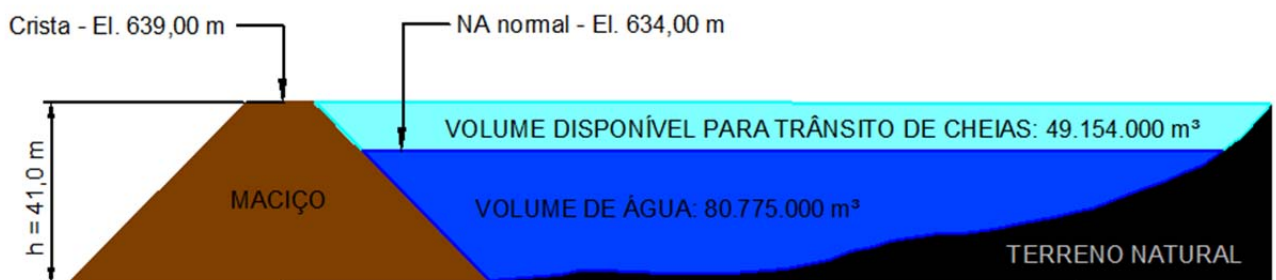 Crista - El. 639,00 m
NA normal - El. 634,00 m
VOLUME DISPONÍVEL PARA TRÂNSITO DE CHEIAS: 49.154.000 m³
h = 41,0 m
MACIÇO
VOLUME DE ÁGUA: 80.775.000 m³
TERRENO NATURAL